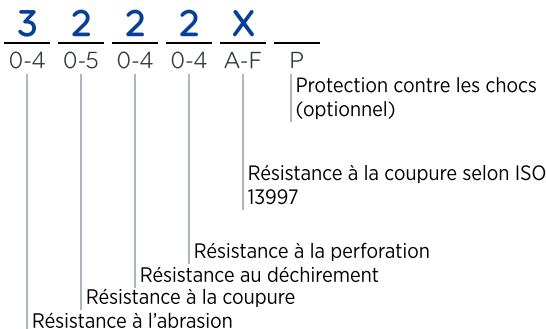 3 2 2 2 X
0-4 0-5 0-4 0-4 A-F P
Protection contre les chocs
(optionnel)
Résistance à la coupure selon ISO
13997
Résistance à la perforation
Résistance au déchirement
Résistance à la coupure
Résistance à l’abrasion